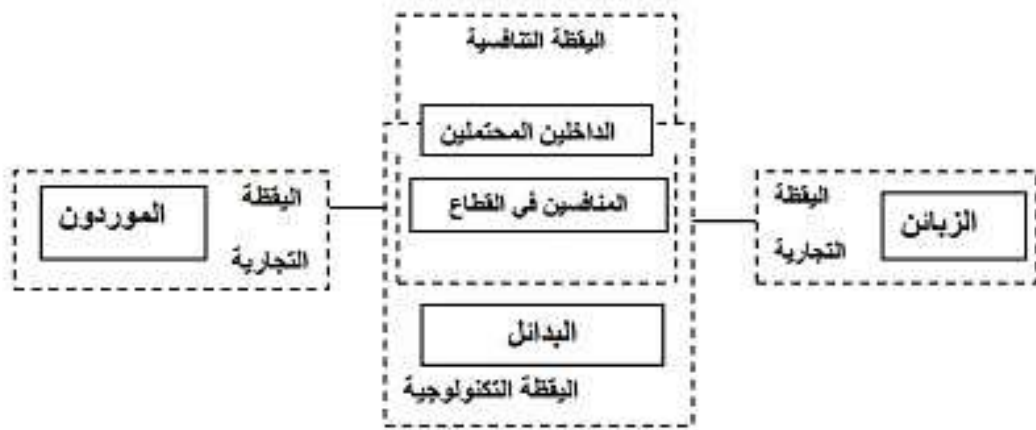 اليقظة التنافسية
الداخلين المحتملين
المنافسين في القطاع
الزبائن
اليقظة
التجارية
اليقظة
التجارية
الموردون
البدائل
اليقظة التكنولوجية